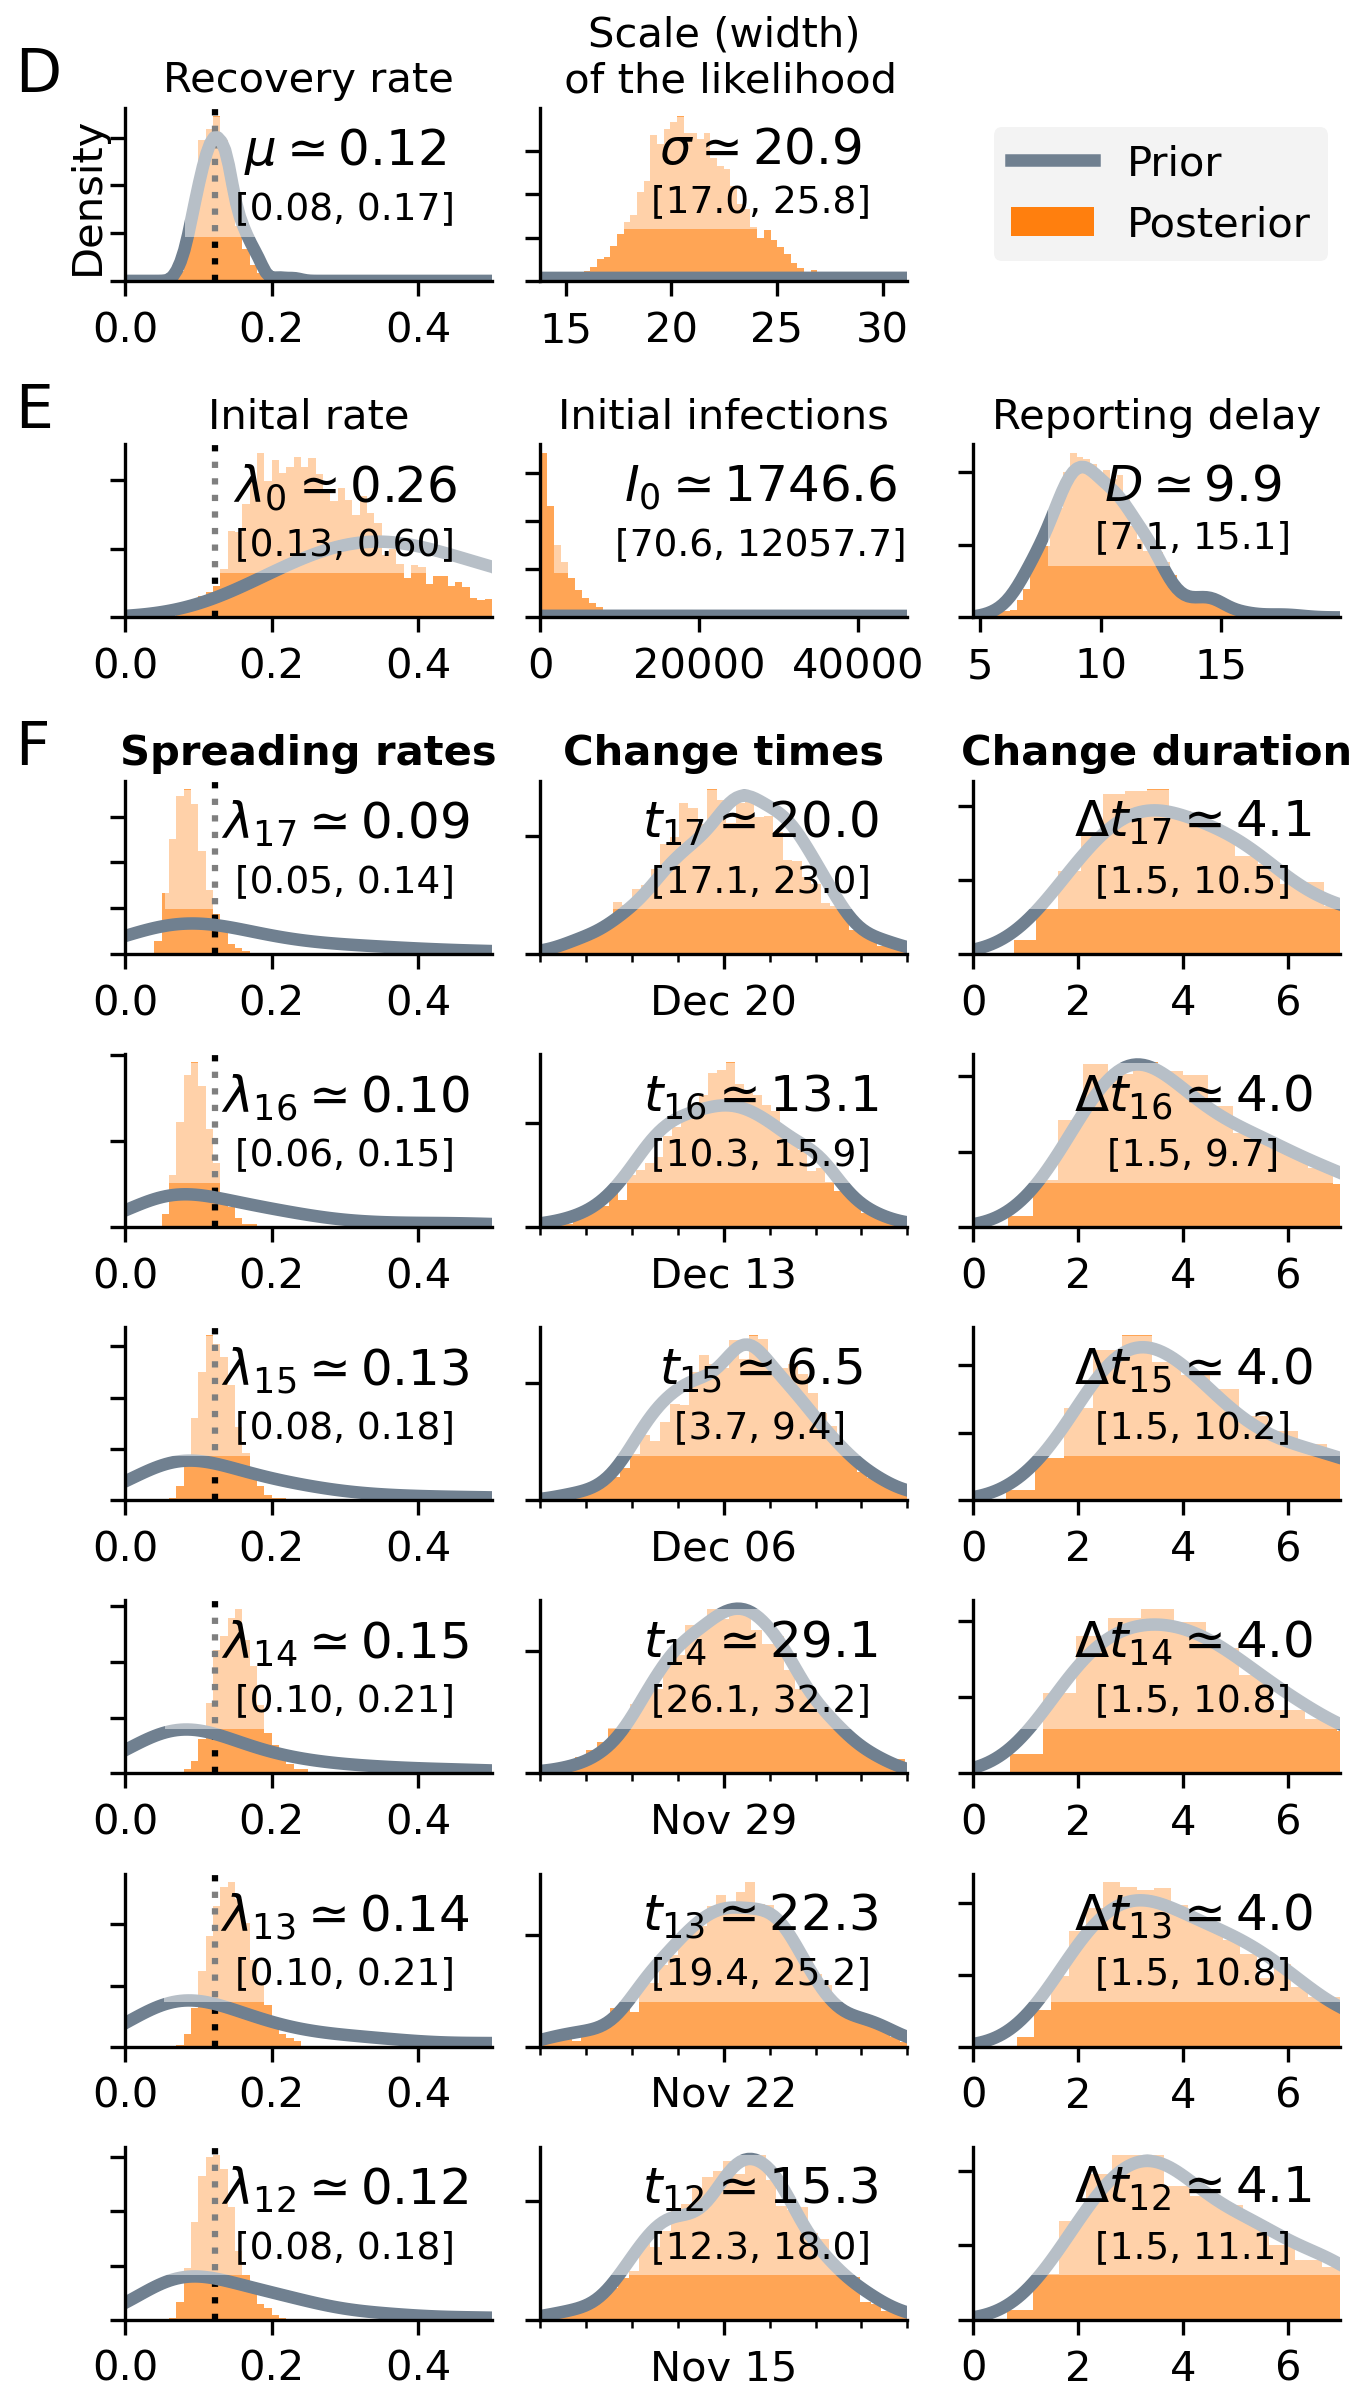 D
Recovery rate
Scale (width)
of the likelihood
Density
μ ≃ 0.12
[0.08, 0.17]
0.0 0.2 0.4
σ ≃ 20.9
[17.0, 25.8]
15 20 25 30
Prior
Posterior
E
Inital rate
Initial infections
Reporting delay
λ0 ≃ 0.26
[0.13, 0.60]
0.0 0.2 0.4
I0 ≃ 1746.6
[70.6, 12057.7]
0 20000 40000
D ≃ 9.9
[7.1, 15.1]
5 10 15
F
Spreading rates
Change times
Change duration
λ17 ≃ 0.09
[0.05, 0.14]
0.0 0.2 0.4
t17 ≃ 20.0
[17.1, 23.0]
Dec 20
Δt17 ≃ 4.1
[1.5, 10.5]
0 2 4 6
λ16 ≃ 0.10
[0.06, 0.15]
0.0 0.2 0.4
t16 ≃ 13.1
[10.3, 15.9]
Dec 13
Δt16 ≃ 4.0
[1.5, 9.7]
0 2 4 6
λ15 ≃ 0.13
[0.08, 0.18]
0.0 0.2 0.4
t15 ≃ 6.5
[3.7, 9.4]
Dec 06
Δt15 ≃ 4.0
[1.5, 10.2]
0 2 4 6
λ14 ≃ 0.15
[0.10, 0.21]
0.0 0.2 0.4
t14 ≃ 29.1
[26.1, 32.2]
Nov 29
Δt14 ≃ 4.0
[1.5, 10.8]
0 2 4 6
λ13 ≃ 0.14
[0.10, 0.21]
0.0 0.2 0.4
t13 ≃ 22.3
[19.4, 25.2]
Nov 22
Δt13 ≃ 4.0
[1.5, 10.8]
0 2 4 6
λ12 ≃ 0.12
[0.08, 0.18]
0.0 0.2 0.4
t12 ≃ 15.3
[12.3, 18.0]
Nov 15
Δt12 ≃ 4.1
[1.5, 11.1]
0 2 4 6